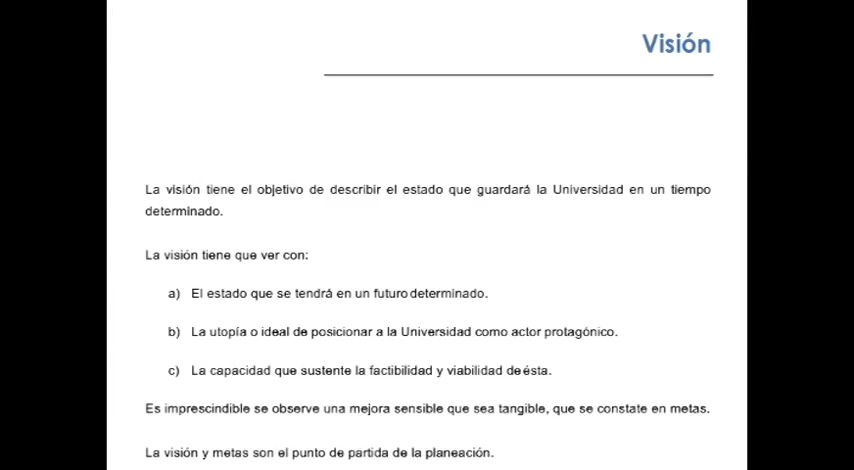 Visión
La visión tiene el objetivo de describir el estado que guardará la Universidad en un tiempo
determinado.
La visión tiene que ver con:
a) El estado que se tendrá en un futuro determinado.
b) La utopía o ideal de posicionar a la Universidad como actor protagónico.
c) La capacidad que sustente la factibilidad y viabilidad de ésta.
Es imprescindible se observe una mejora sensible que sea tangible, que se constate en metas.
La visión y metas son el punto de partida de la planeación.